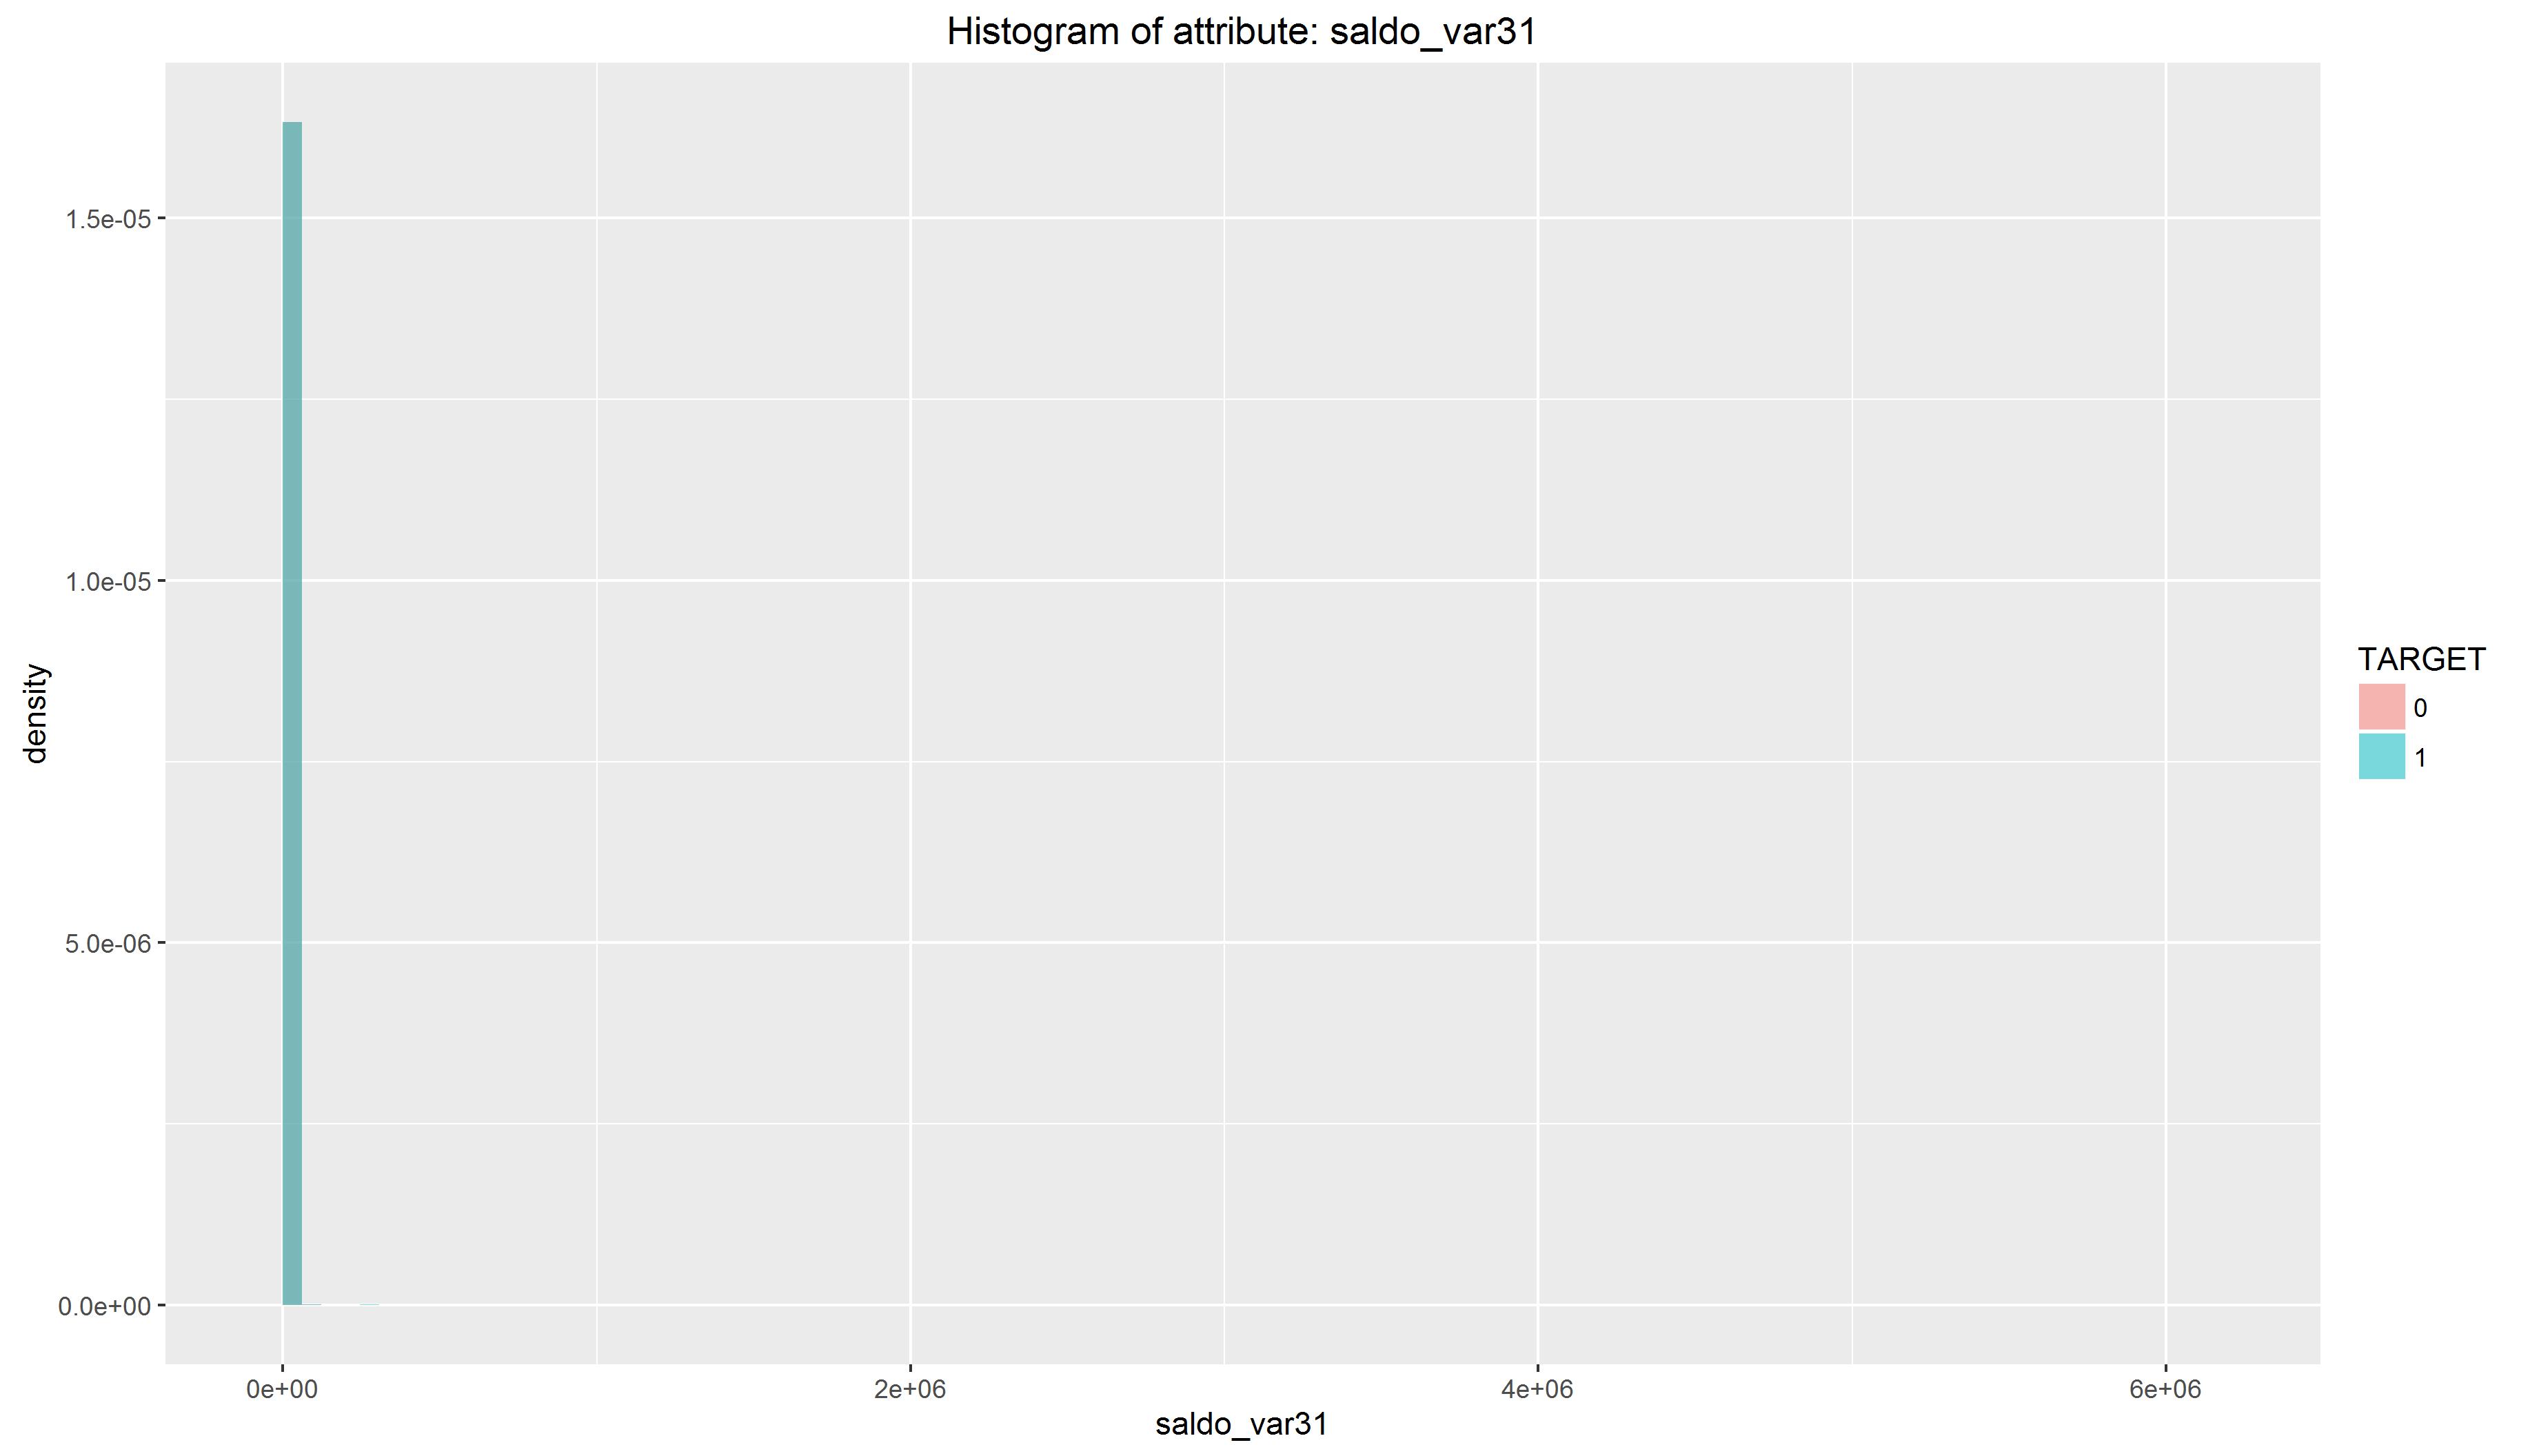 Histogram of attribute: saldo_var31
1.5e-05
1.0e-05
5.0e-06
0.0e+00
density
0e+00
2e+06
4e+06
6e+06
saldo_var31
TARGET
0
1